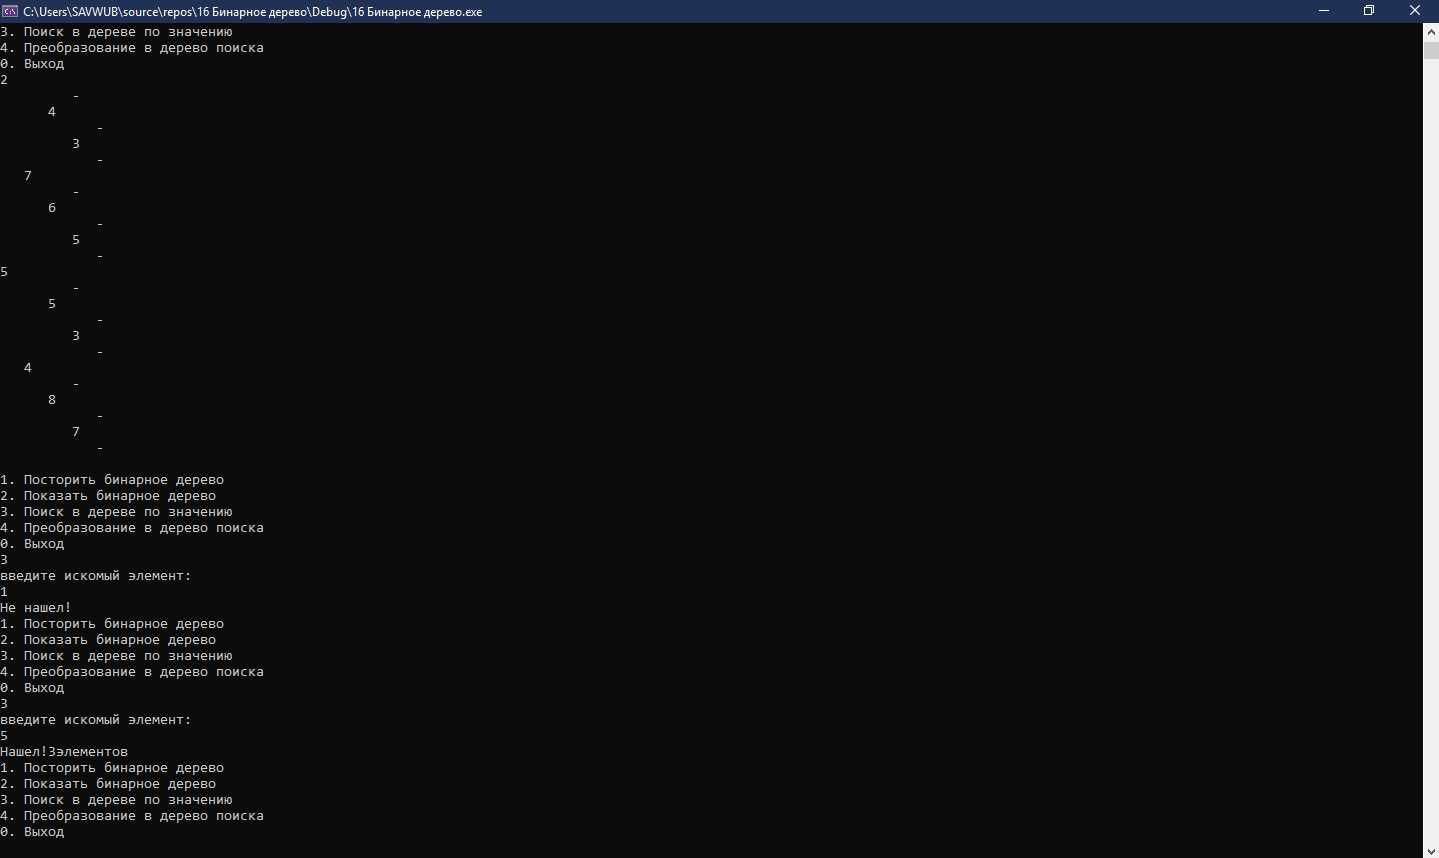 C:\Users\SAVWUB\source\repos\16 Бинарное дерево\Debug\16 Бинарное дерево.exe
3. Поиск в дереве по значению
4. Преобразование в дерево поиска
0. Выход
2
-
4
-
3
-
7
-
6
-
5
-
5
-
5
-
3
-
4
-
8
-
7
-
1. Посторить бинарное дерево
2. Показать бинарное дерево
3. Поиск в дереве по значению
4. Преобразование в дерево поиска
0. Выход
3
введите искомый элемент:
1
Не нашел!
1. Посторить бинарное дерево
2. Показать бинарное дерево
3. Поиск в дереве по значению
4. Преобразование в дерево поиска
0. Выход
3
введите искомый элемент:
5
Нашел!3элементов
1. Посторить бинарное дерево
2. Показать бинарное дерево
3. Поиск в дереве по значению
4. Преобразование в дерево поиска
0. Выход